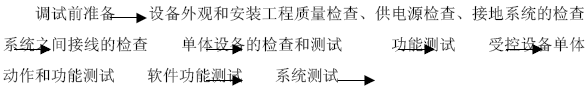 调试前准备 设备外观和安装工程质量检查、供电源检查、接地系统的检查
系统之间接线的检查 单体设备的检查和测试 功能测试 受控设备单体
动作和功能测试 软件功能测试 系统测试